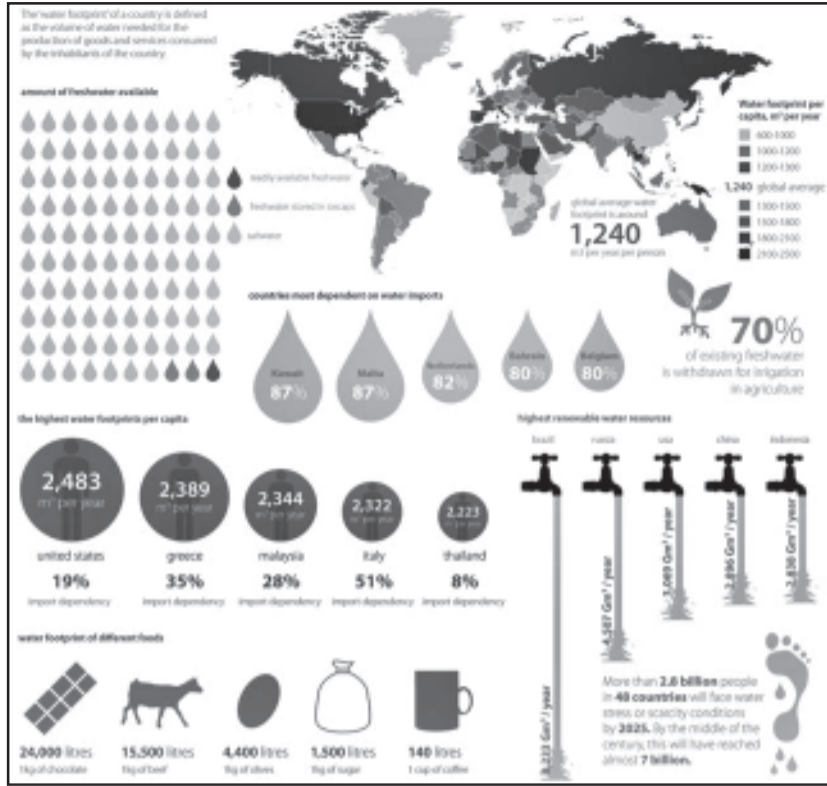 The 'water footprint' of a country is defined
as the volume of water needed for the
production of goods and services consumed
by the inhabitants of the country
amount of freshwater available
readily available freshwater
freshwater stored in icecaps
saltwater
Water footprint per
capita, m³ per year
600-1000
1000-1200
1200-1300
1,240 global average
1300-1500
1500-1800
1800-2100
2100-2500
global average water
footprint is around
1,240
m3 per year per person
countries most dependent on water imports
Kuwait
87%
Malta
87%
Netherlands
82%
Bahrain
80%
Belgium
80%
70%
of existing freshwater
is withdrawn for irrigation
in agriculture
the highest water footprints per capita
2,483
m³ per year
united states
19%
import dependency
2,389
m³ per year
greece
35%
import dependency
2,344
m³ per year
malaysia
28%
import dependency
2,322
m³ per year
italy
51%
import dependency
2,223
m³ per year
thailand
8%
import dependency
highest renewable water resources
brazil
russia
usa
china
indonesia
8,233 Gm³ / year
4,507 Gm³ / year
3,069 Gm³ / year
2,896 Gm³ / year
2,838 Gm³ / year
water footprint of different foods
24,000 litres
1kg of chocolate
15,500 litres
1kg of beef
4,400 litres
1kg of olives
1,500 litres
1kg of sugar
140 litres
1 cup of coffee
More than 2.8 billion people
in 48 countries will face water
stress or scarcity conditions
by 2025. By the middle of the
century, this will have reached
almost 7 billion.